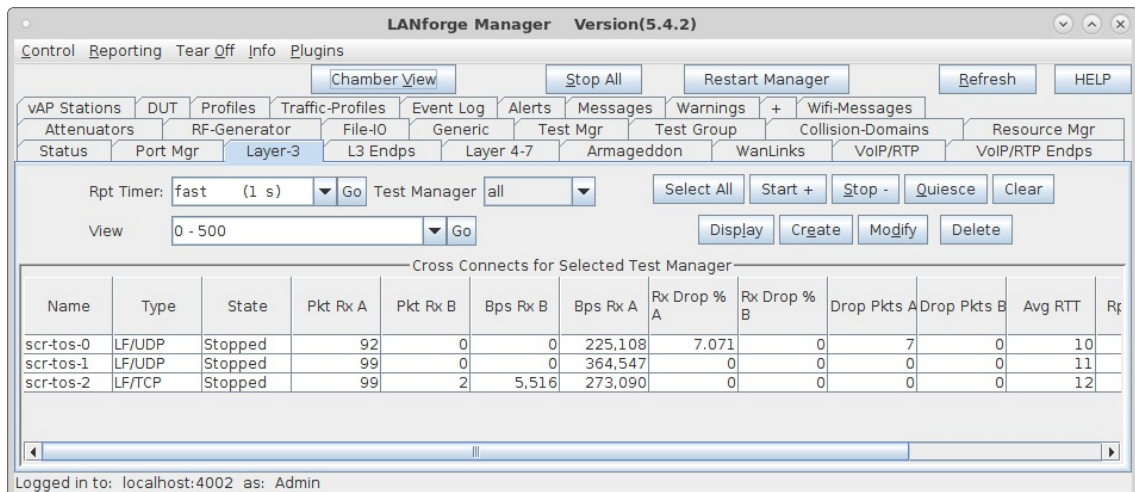 LANforge Manager Version(5.4.2)
Control Reporting Tear Off Info Plugins
Chamber View Stop All Restart Manager Refresh HELP
vAP Stations DUT Profiles Traffic-Profiles Event Log Alerts Messages Warnings + Wifi-Messages
Attenuators RF-Generator File-IO Generic Test Mgr Test Group Collision-Domains Resource Mgr
Status Port Mgr Layer-3 L3 Endps Layer 4-7 Armageddon WanLinks VoIP/RTP VoIP/RTP Endps
Rpt Timer: fast (1 s) Go Test Manager all Select All Start + Stop - Quiesce Clear
View 0 - 500 Go Display Create Modify Delete
Cross Connects for Selected Test Manager
Name Type State Pkt Rx A Pkt Rx B Bps Rx B Bps Rx A Rx Drop % A Rx Drop % B Drop Pkts A Drop Pkts B Avg RTT
scr-tos-0 LF/UDP Stopped 92 0 0 225,108 7.071 0 7 0 10
scr-tos-1 LF/UDP Stopped 99 0 0 364,547 0 0 0 0 11
scr-tos-2 LF/TCP Stopped 99 2 5,516 273,090 0 0 0 0 12
Logged in to: localhost:4002 as: Admin